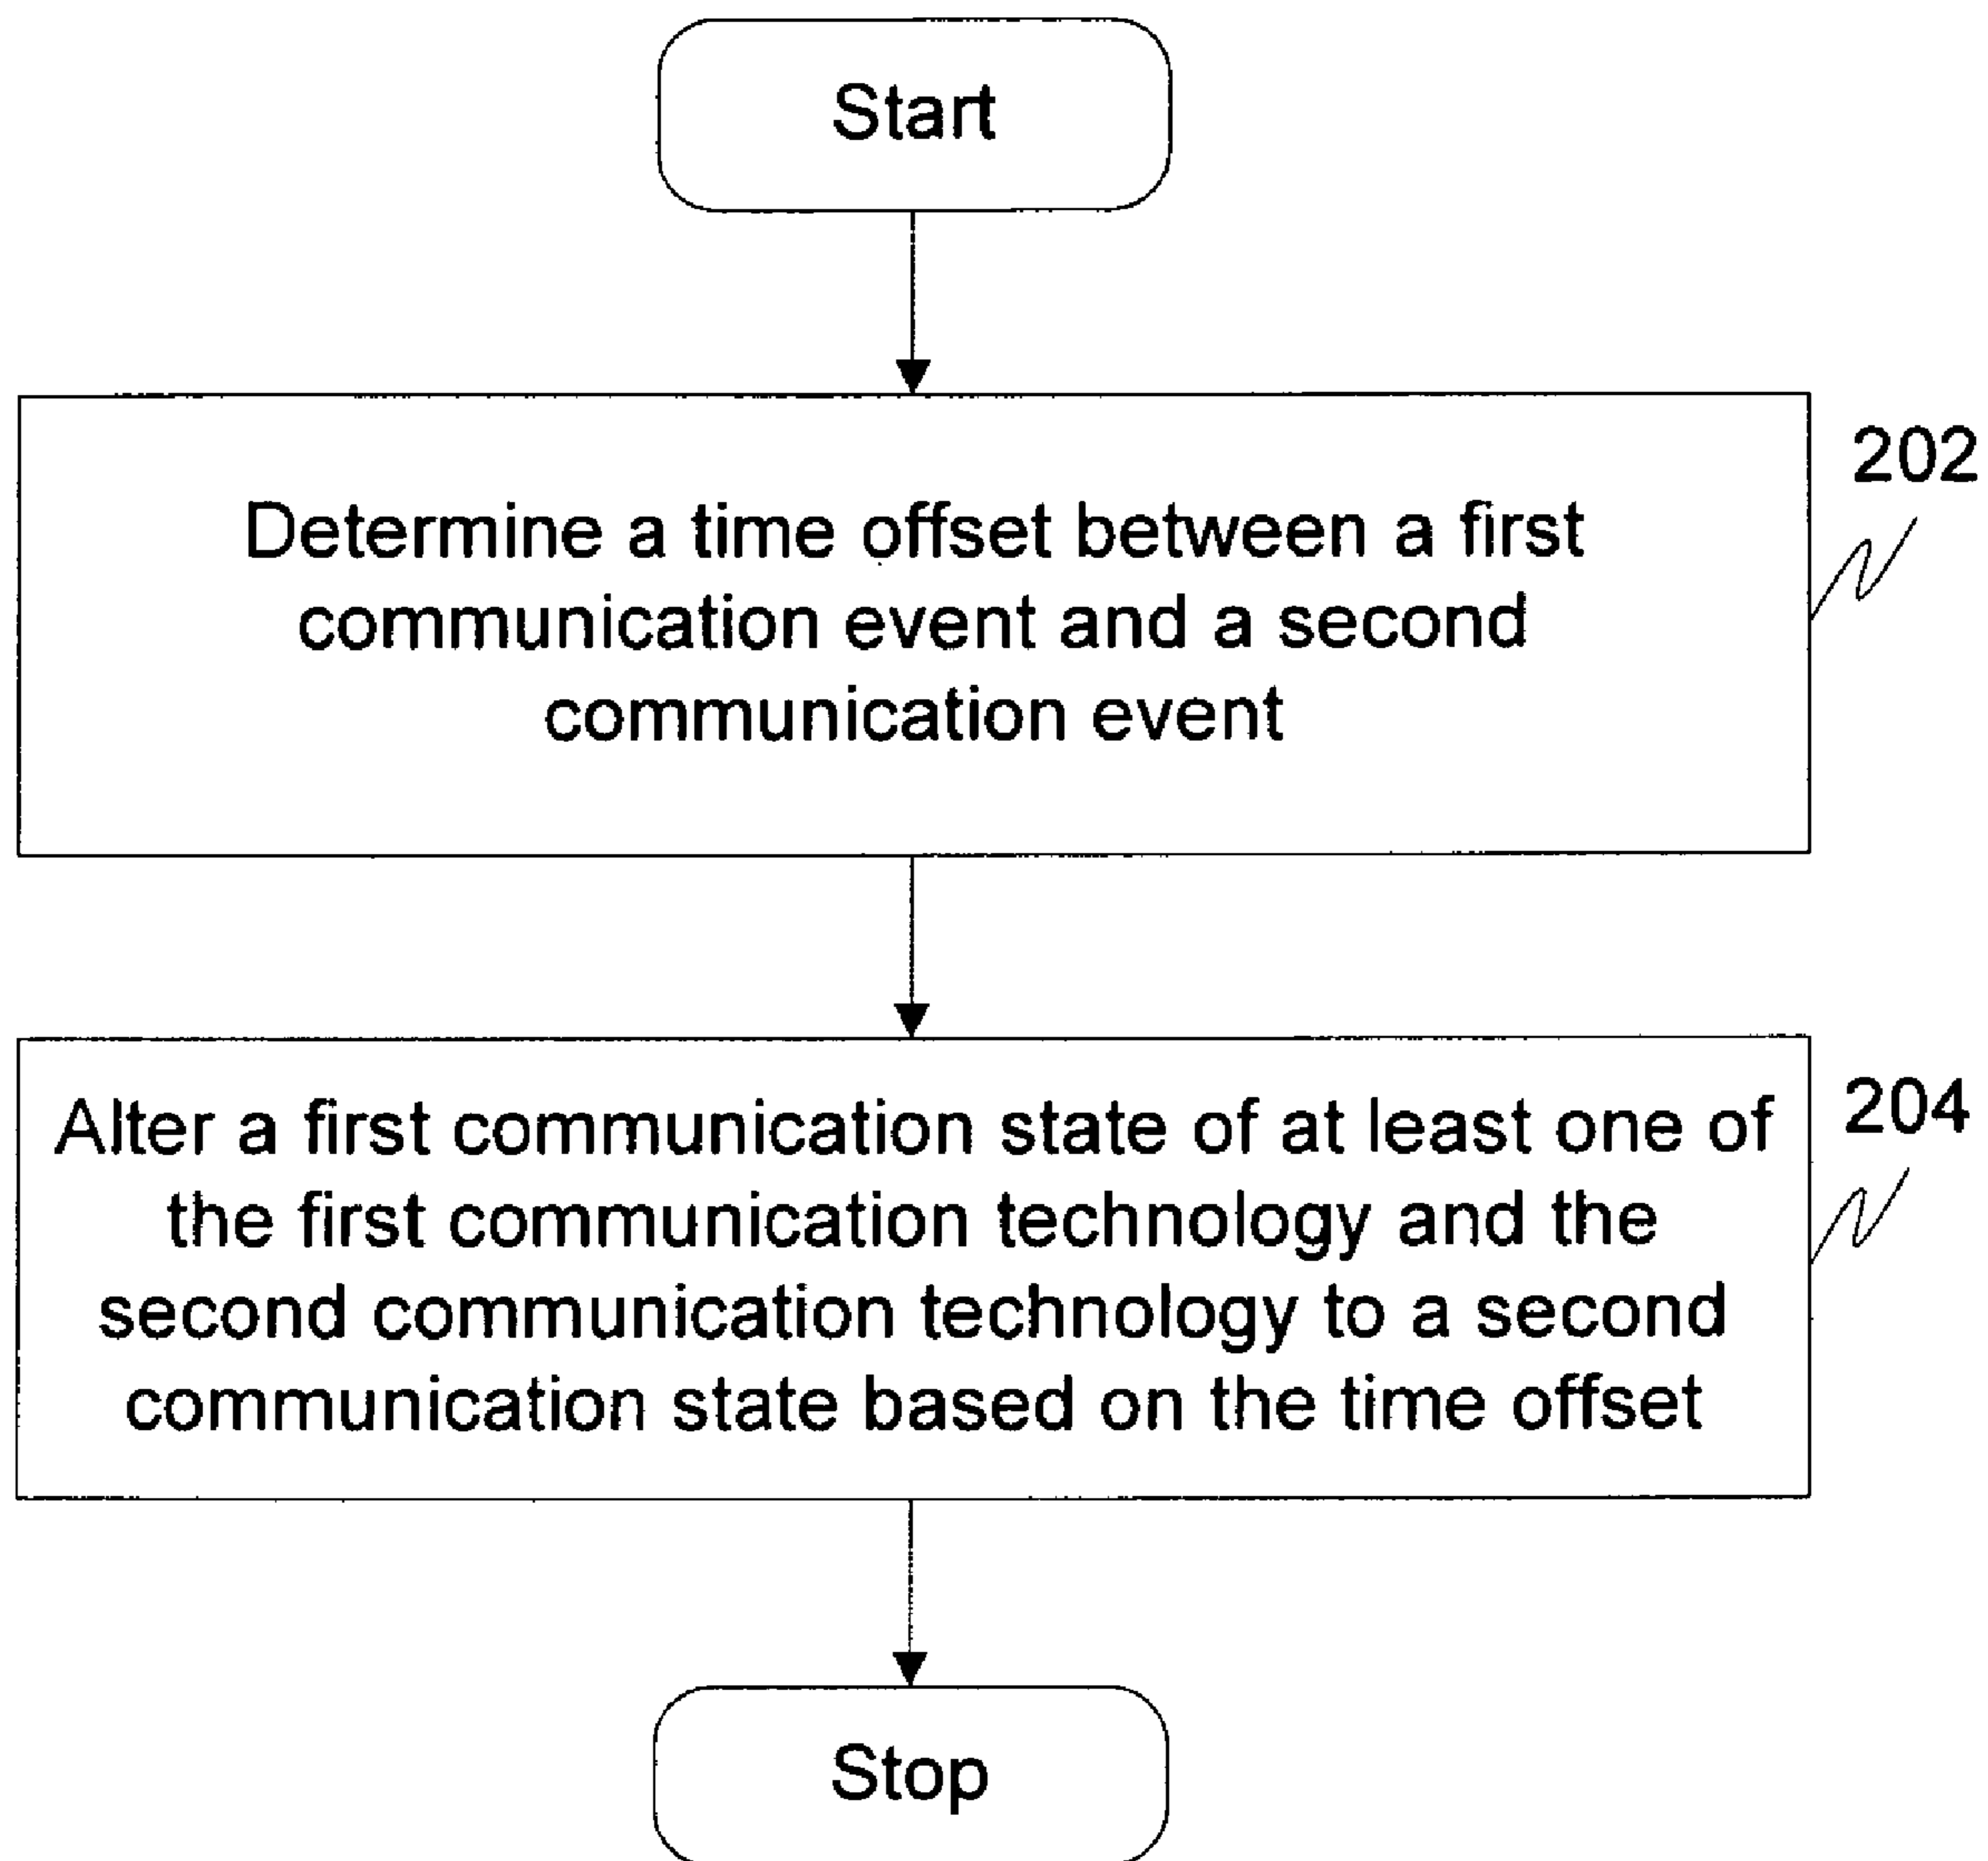 Start
202
Determine a time offset between a first
communication event and a second
communication event
204
Alter a first communication state of at least one of
the first communication technology and the
second communication technology to a second
communication state based on the time offset
Stop